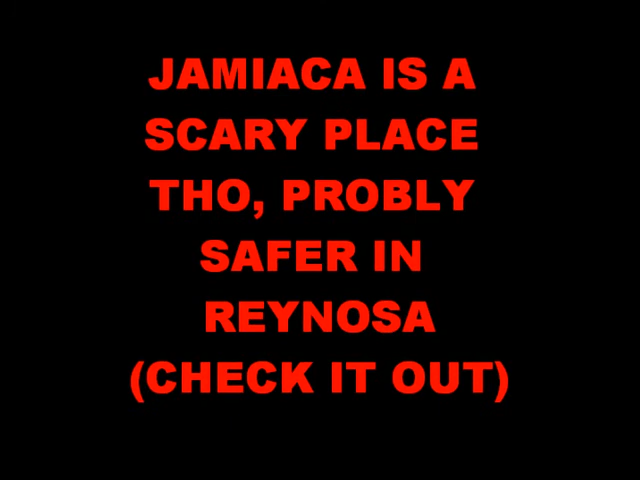 JAMIACA IS A
SCARY PLACE
THO, PROBLY
SAFER IN
REYNOSA
(CHECK IT OUT)